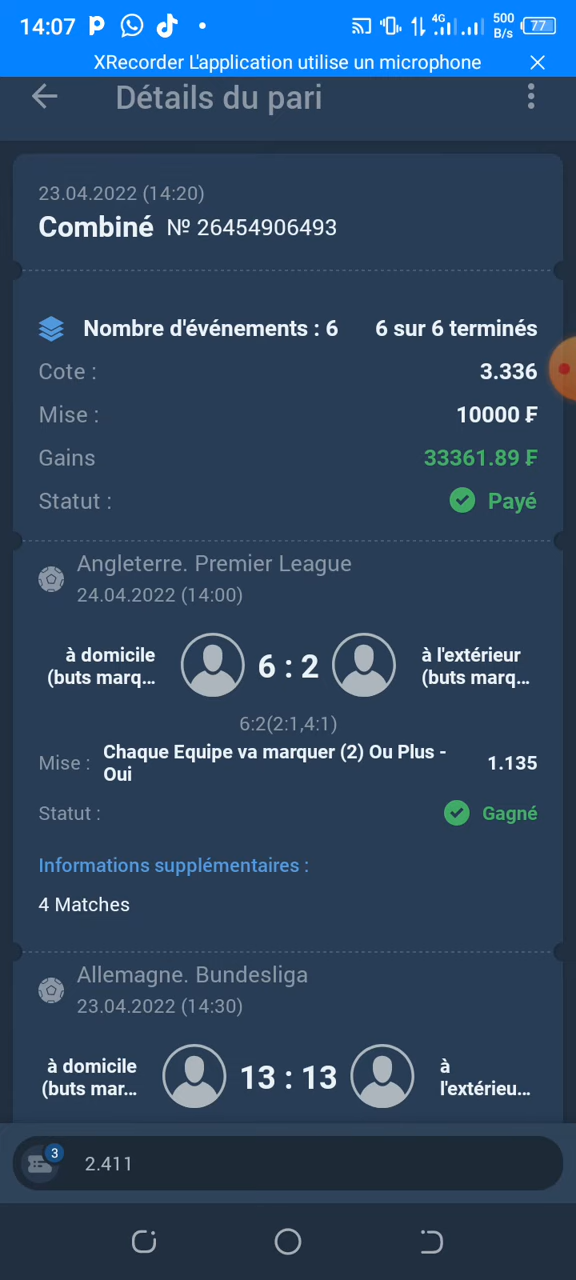 14:07
4G
500 B/s
77
XRecorder L'application utilise un microphone
Détails du pari
23.04.2022 (14:20)
Combiné № 26454906493
Nombre d'événements : 6 6 sur 6 terminés
Cote : 3.336
Mise : 10000 ₣
Gains 33361.89 ₣
Statut : Payé
Angleterre. Premier League
24.04.2022 (14:00)
à domicile (buts marq... 6 : 2 à l'extérieur (buts marq...
6:2(2:1,4:1)
Mise : Chaque Equipe va marquer (2) Ou Plus - Oui 1.135
Statut : Gagné
Informations supplémentaires :
4 Matches
Allemagne. Bundesliga
23.04.2022 (14:30)
à domicile (buts mar... 13 : 13 à l'extérieu...
3
2.411